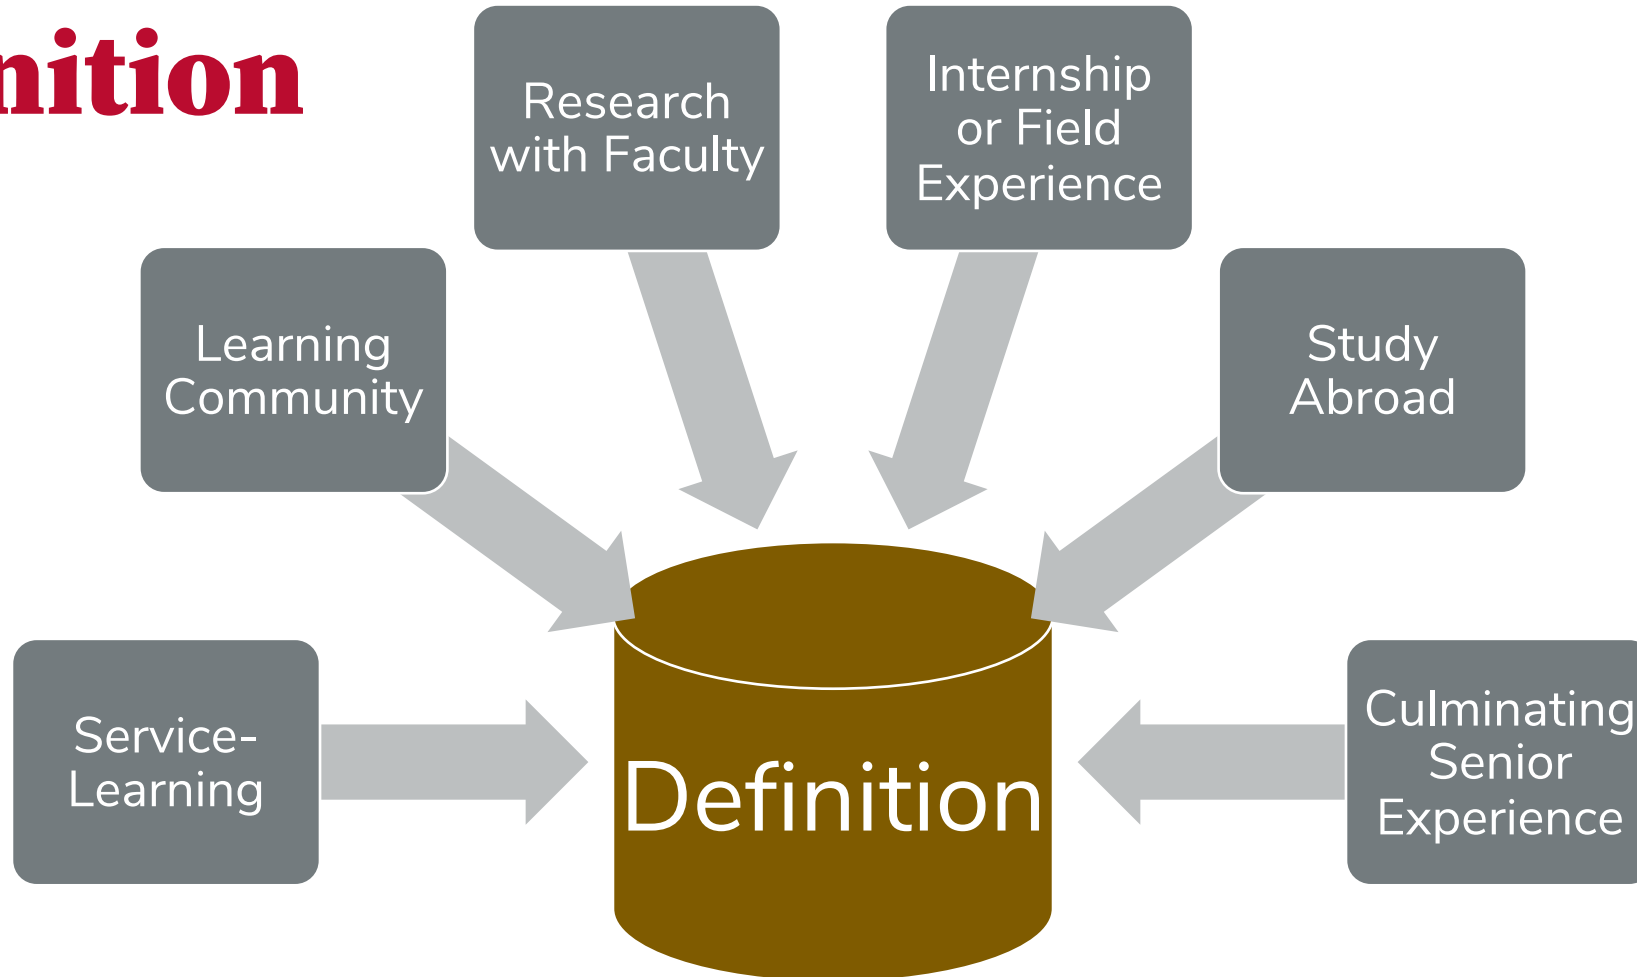 nition
Research
with Faculty
Internship
or Field
Experience
Learning
Community
Study
Abroad
Service-
Learning
Definition
Culminating
Senior
Experience